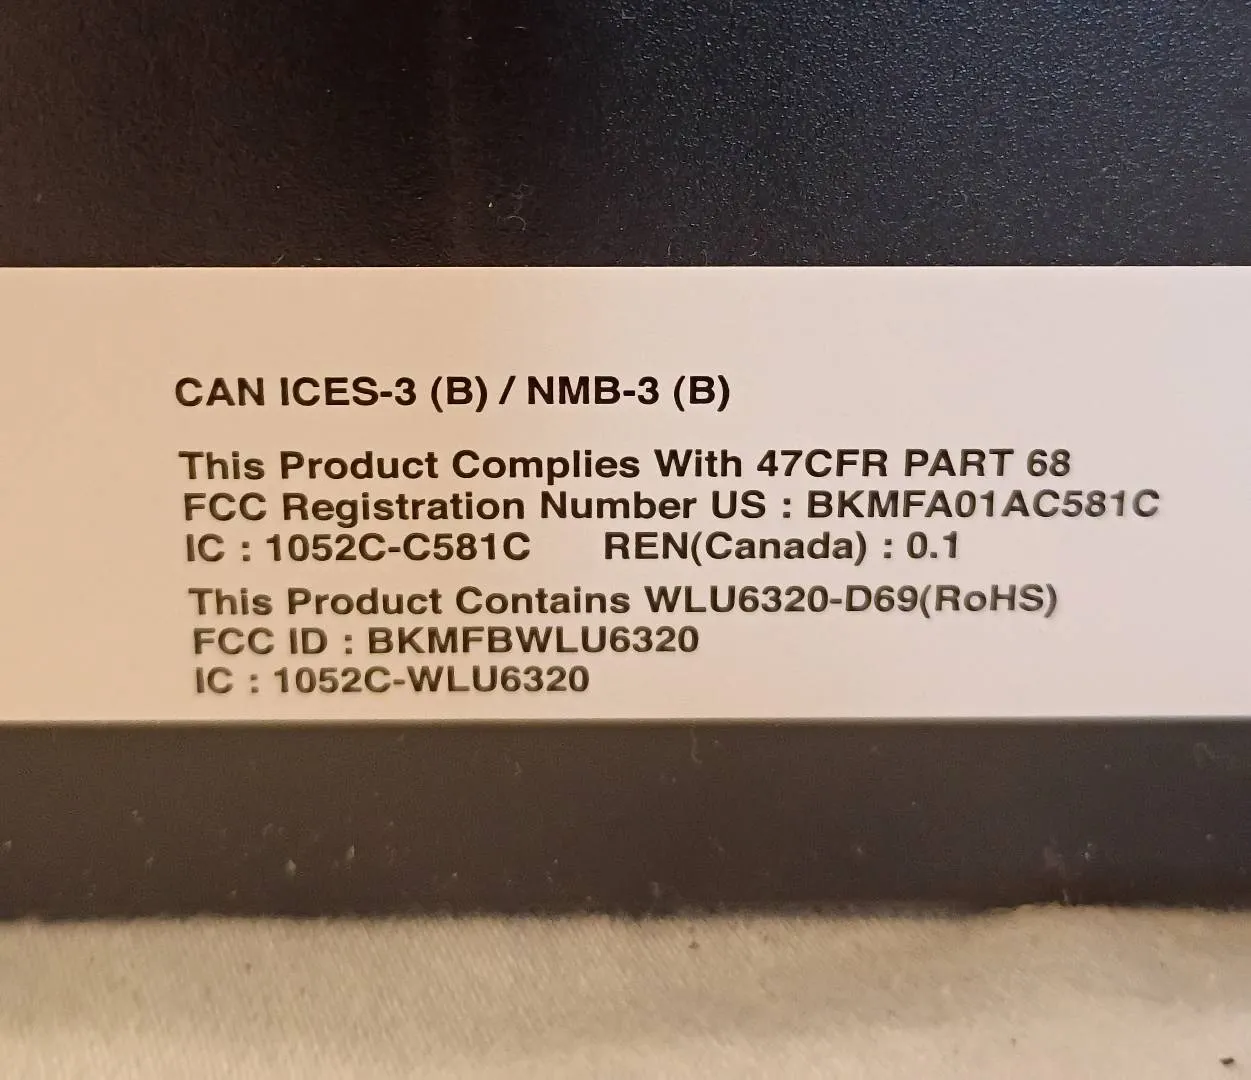 CAN ICES-3 (B) / NMB-3 (B)
This Product Complies With 47CFR PART 68
FCC Registration Number US : BKMFA01AC581C
IC : 1052C-C581C REN(Canada) : 0.1
This Product Contains WLU6320-D69(RoHS)
FCC ID : BKMFBWLU6320
IC : 1052C-WLU6320